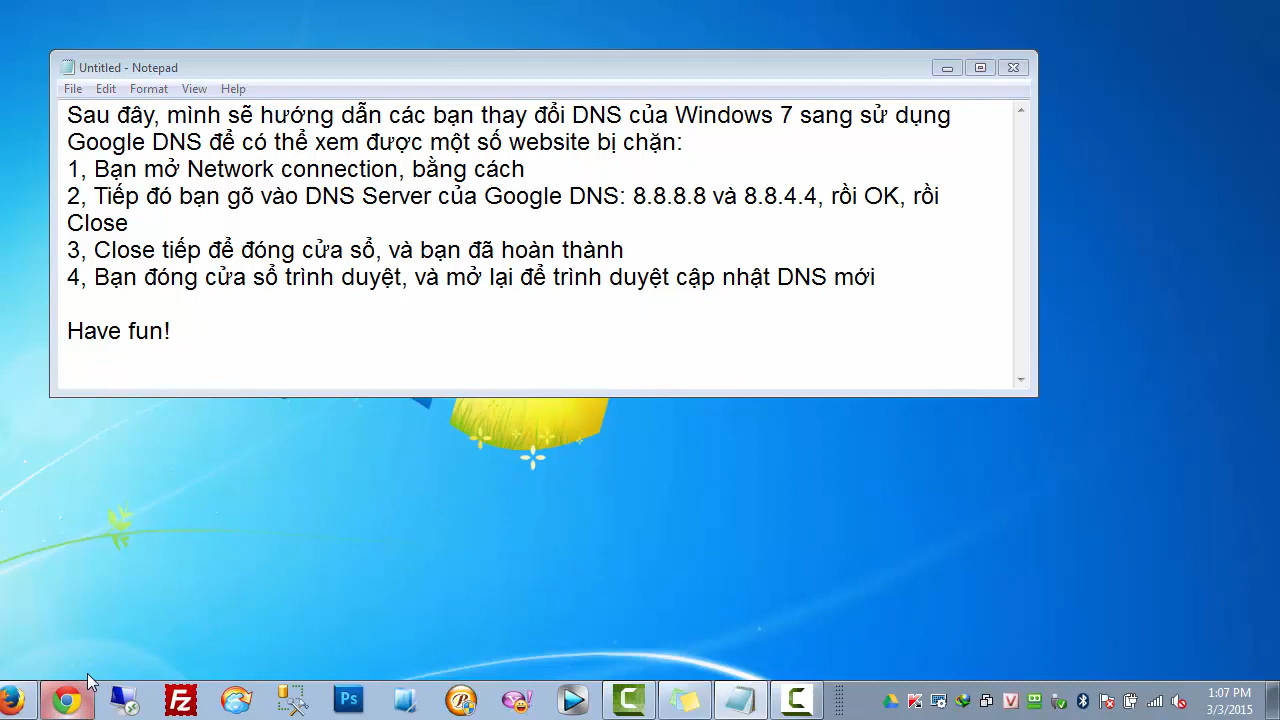 Untitled - Notepad
File Edit Format View Help
Sau đây, mình sẽ hướng dẫn các bạn thay đổi DNS của Windows 7 sang sử dụng
Google DNS để có thể xem được một số website bị chặn:
1, Bạn mở Network connection, bằng cách
2, Tiếp đó bạn gõ vào DNS Server của Google DNS: 8.8.8.8 và 8.8.4.4, rồi OK, rồi
Close
3, Close tiếp để đóng cửa sổ, và bạn đã hoàn thành
4, Bạn đóng cửa sổ trình duyệt, và mở lại để trình duyệt cập nhật DNS mới
Have fun!
Fz
Ps
C
C
V
1:07 PM
3/3/2015